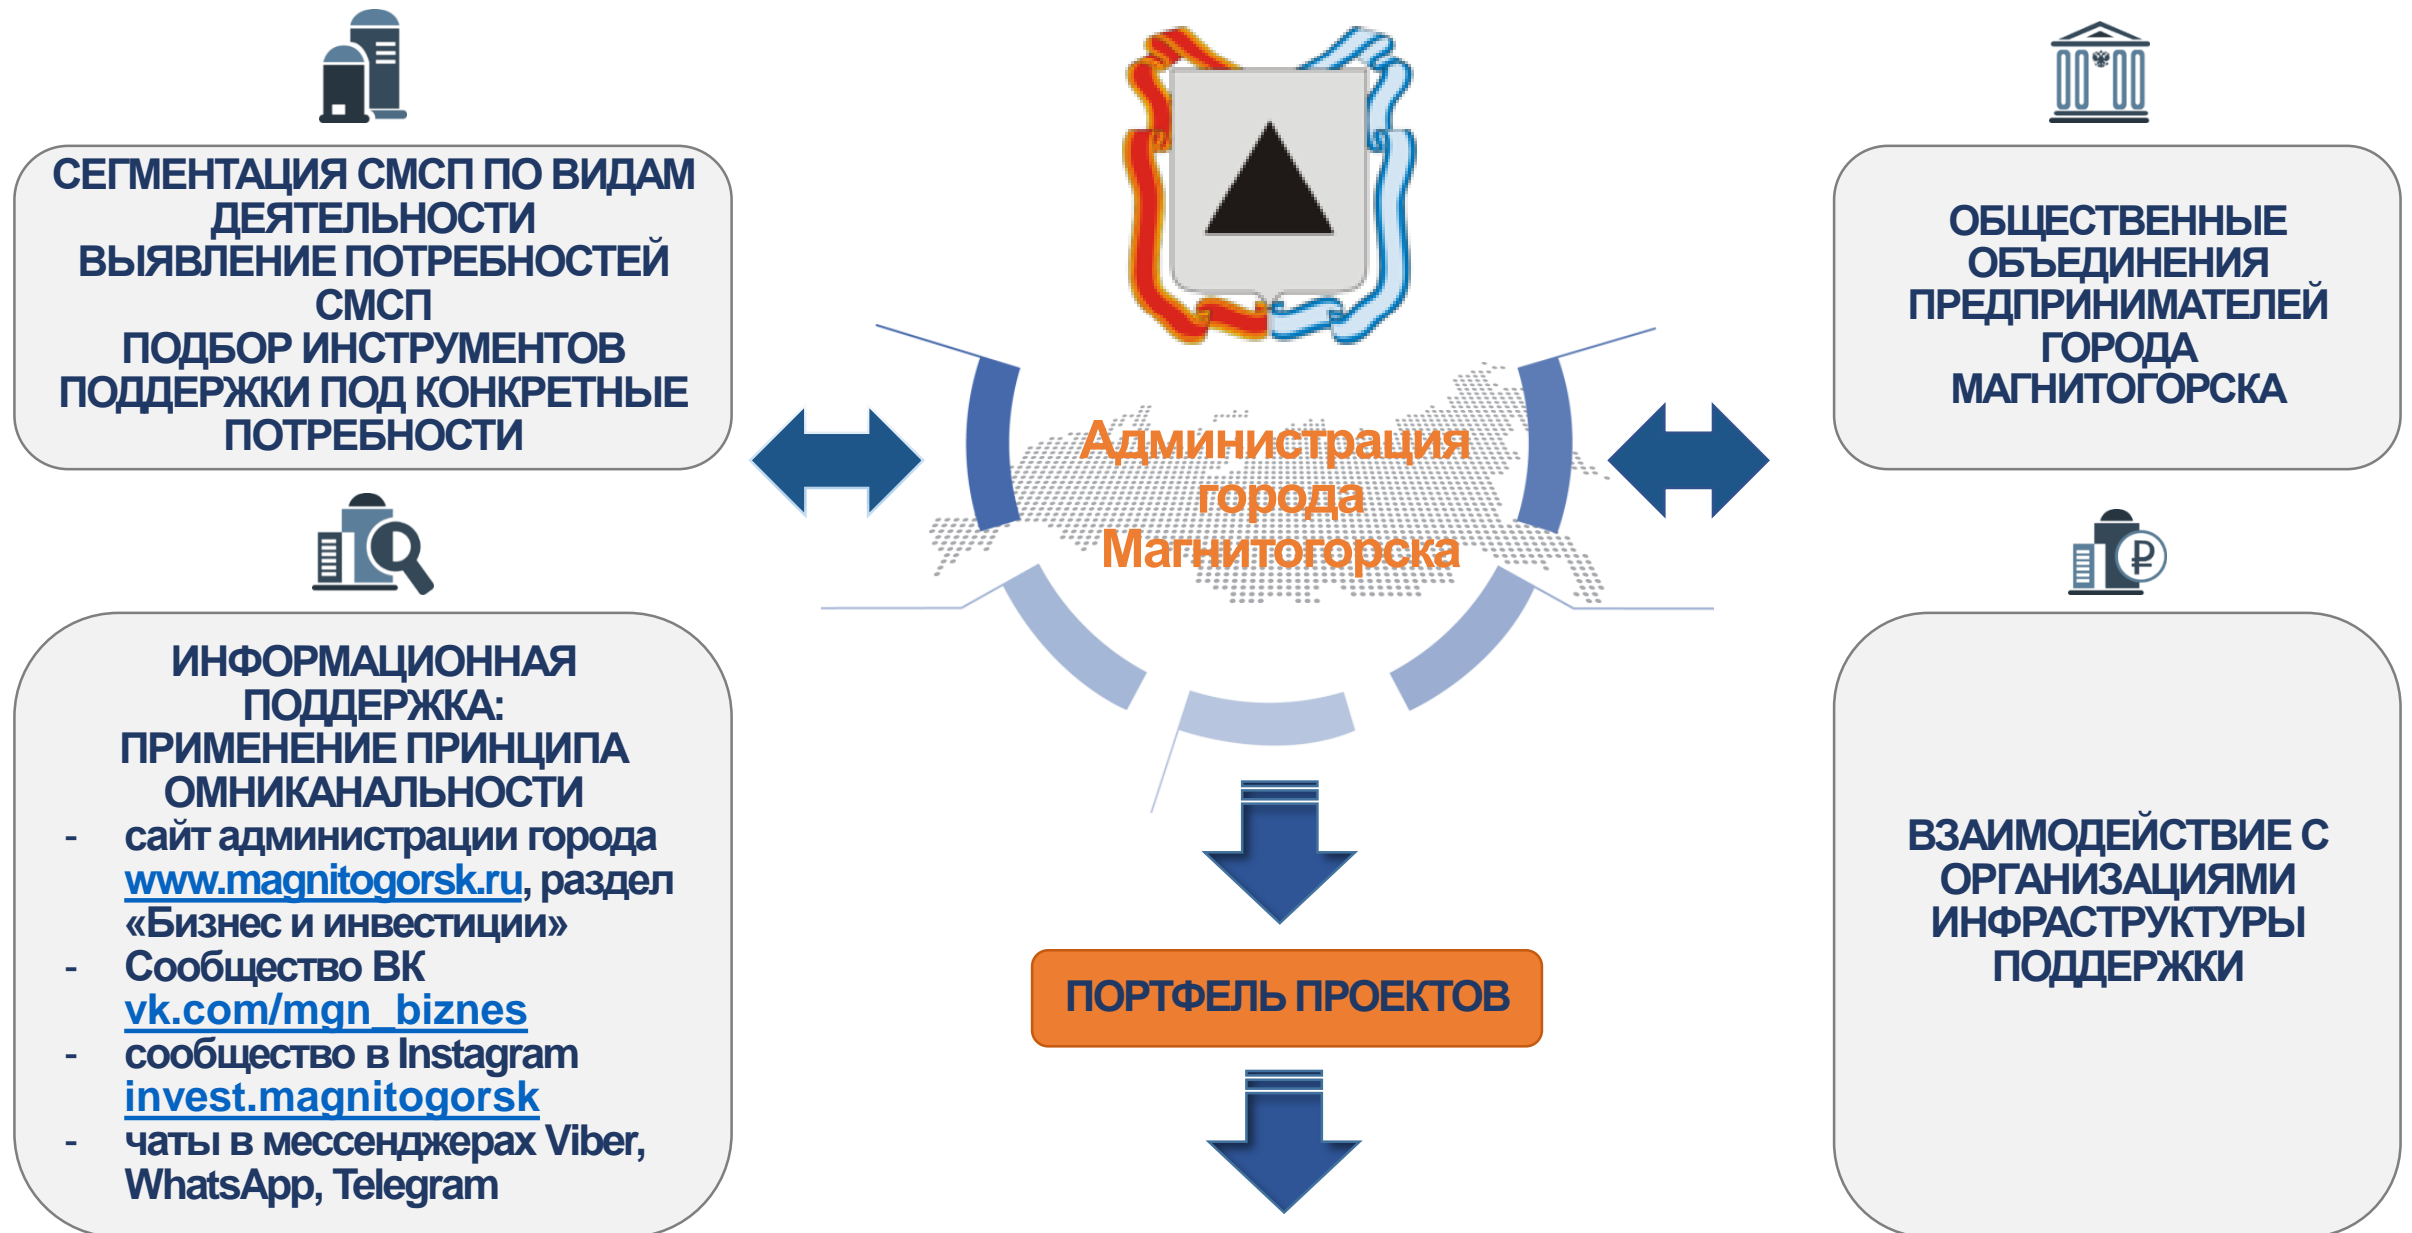 СЕГМЕНТАЦИЯ СМСП ПО ВИДАМ
ДЕЯТЕЛЬНОСТИ
ВЫЯВЛЕНИЕ ПОТРЕБНОСТЕЙ
СМСП
ПОДБОР ИНСТРУМЕНТОВ
ПОДДЕРЖКИ ПОД КОНКРЕТНЫЕ
ПОТРЕБНОСТИ
ИНФОРМАЦИОННАЯ
ПОДДЕРЖКА:
ПРИМЕНЕНИЕ ПРИНЦИПА
ОМНИКАНАЛЬНОСТИ
- сайт администрации города
www.magnitogorsk.ru, раздел
«Бизнес и инвестиции»
- Сообщество ВК
vk.com/mgn_biznes
- сообщество в Instagram
invest.magnitogorsk
- чаты в мессенджерах Viber,
WhatsApp, Telegram
Администрация
города
Магнитогорска
ПОРТФЕЛЬ ПРОЕКТОВ
ОБЩЕСТВЕННЫЕ
ОБЪЕДИНЕНИЯ
ПРЕДПРИНИМАТЕЛЕЙ
ГОРОДА
МАГНИТОГОРСКА
₽
ВЗАИМОДЕЙСТВИЕ С
ОРГАНИЗАЦИЯМИ
ИНФРАСТРУКТУРЫ
ПОДДЕРЖКИ